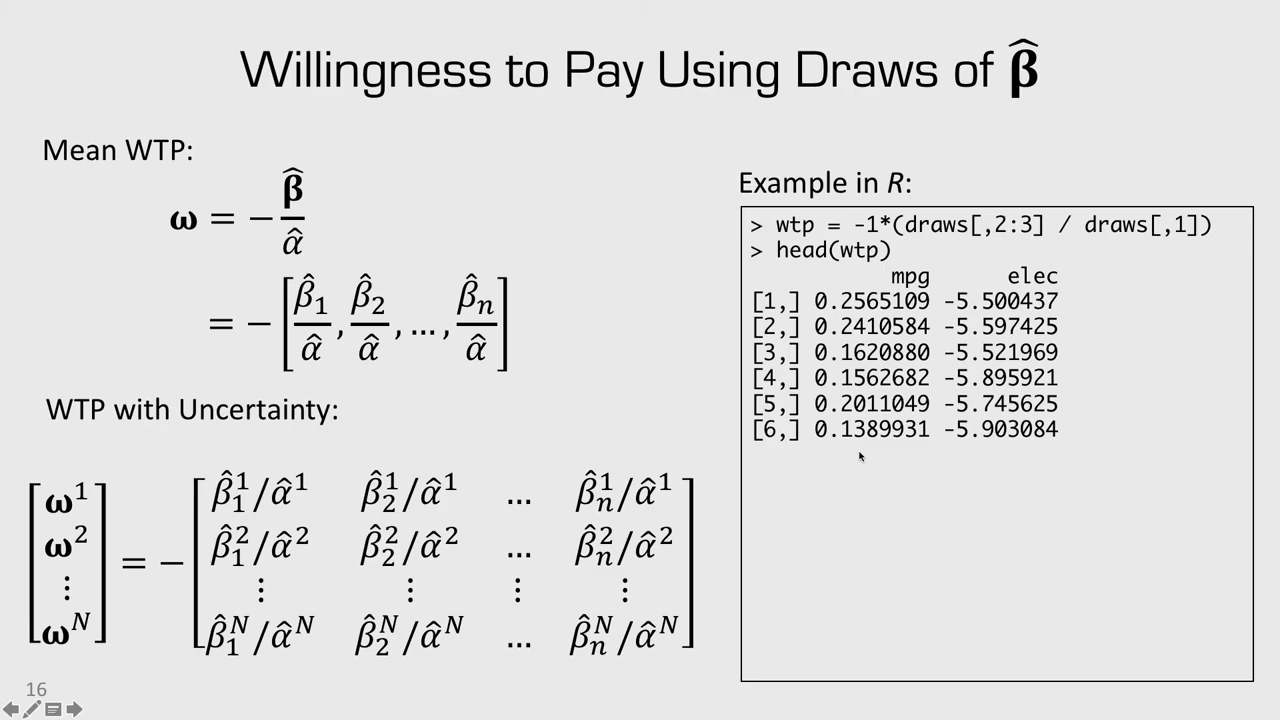 Willingness to Pay Using Draws of β̂
Mean WTP:
ω = − β̂ / α̂
= − [ β̂₁/α̂ , β̂₂/α̂ , … , β̂ₙ/α̂ ]
WTP with Uncertainty:
[ ω¹ ω² ⋮ ωᴺ ] = −
β̂₁¹/α̂¹ β̂₂¹/α̂¹ … β̂ₙ¹/α̂¹
β̂₁²/α̂² β̂₂²/α̂² … β̂ₙ²/α̂²
⋮ ⋮ ⋮ ⋮
β̂₁ᴺ/α̂ᴺ β̂₂ᴺ/α̂ᴺ … β̂ₙᴺ/α̂ᴺ
Example in R:
> wtp = -1*(draws[,2:3] / draws[,1])
> head(wtp)
mpg elec
[1,] 0.2565109 -5.500437
[2,] 0.2410584 -5.597425
[3,] 0.1620880 -5.521969
[4,] 0.1562682 -5.895921
[5,] 0.2011049 -5.745625
[6,] 0.1389931 -5.903084
16